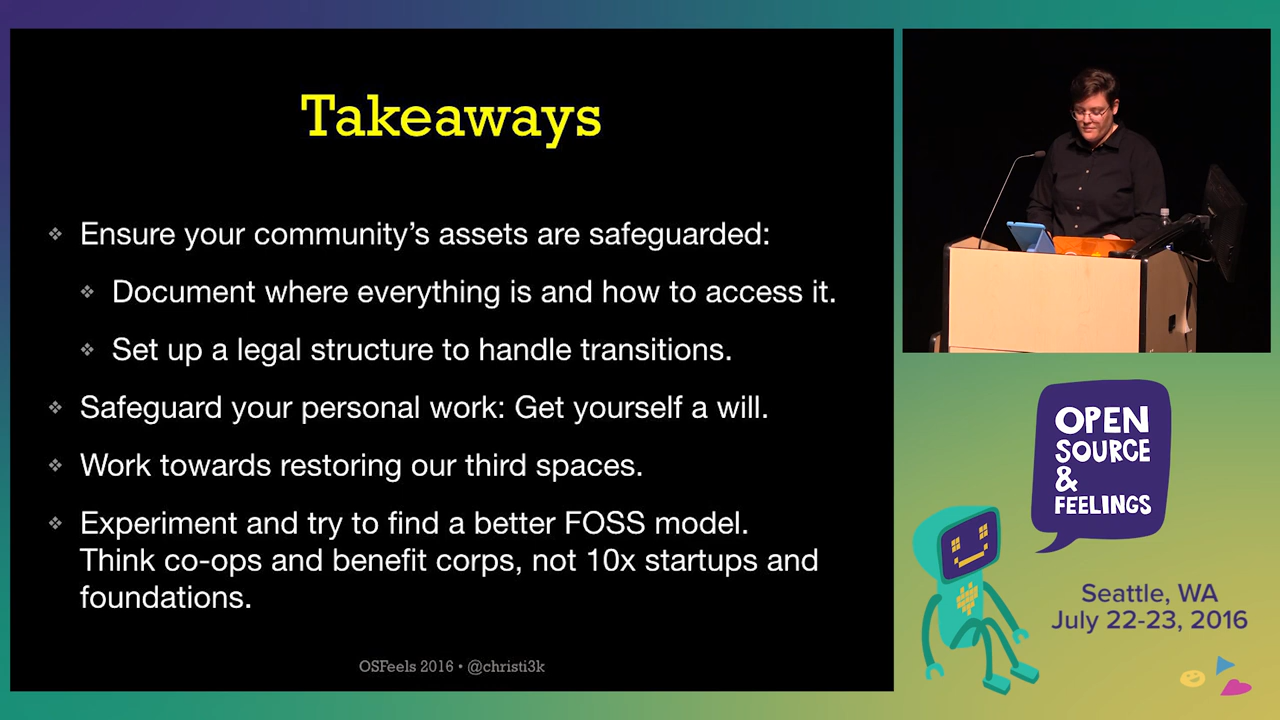 Takeaways
Ensure your community’s assets are safeguarded:
Document where everything is and how to access it.
Set up a legal structure to handle transitions.
Safeguard your personal work: Get yourself a will.
Work towards restoring our third spaces.
Experiment and try to find a better FOSS model.
Think co-ops and benefit corps, not 10x startups and
foundations.
OSFeels 2016 • @christi3k
OPEN
SOURCE
&
FEELINGS
Seattle, WA
July 22-23, 2016